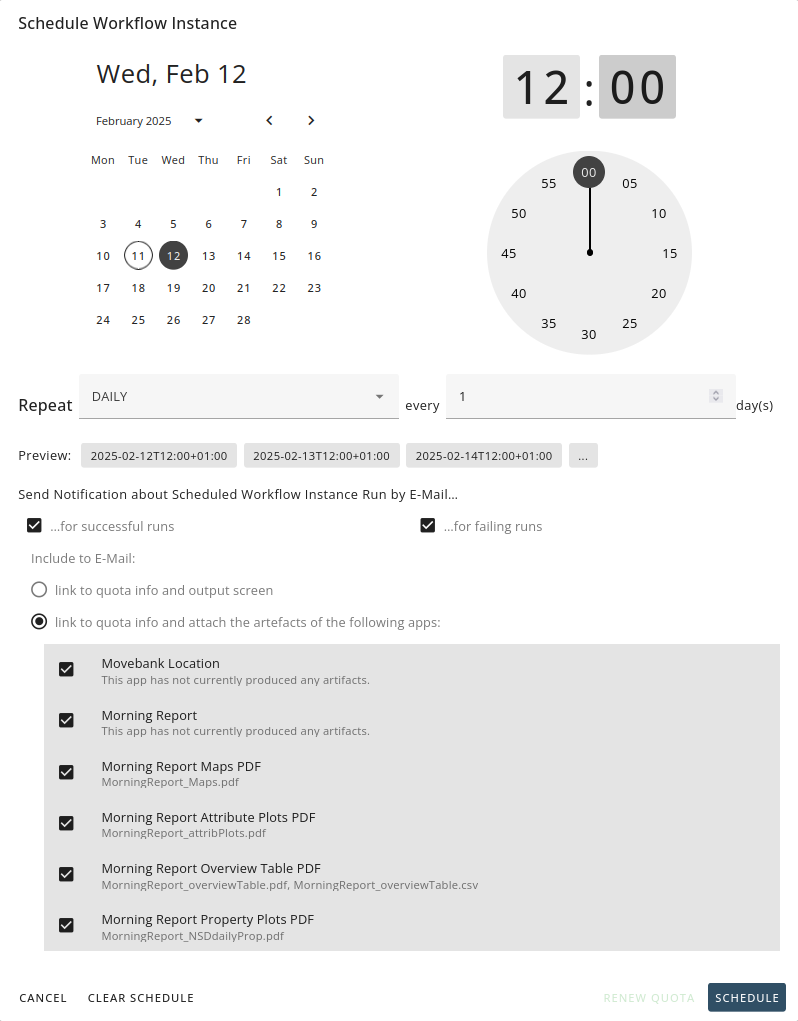 Schedule Workflow Instance
Wed, Feb 12
February 2025
Mon Tue Wed Thu Fri Sat Sun
1 2
3 4 5 6 7 8 9
10 11 12 13 14 15 16
17 18 19 20 21 22 23
24 25 26 27 28
12:00
00
55 05
50 10
45 15
40 20
35 25
30
Repeat DAILY every 1 day(s)
Preview: 2025-02-12T12:00+01:00 2025-02-13T12:00+01:00 2025-02-14T12:00+01:00 ...
Send Notification about Scheduled Workflow Instance Run by E-Mail...
...for successful runs ...for failing runs
Include to E-Mail:
link to quota info and output screen
link to quota info and attach the artefacts of the following apps:
Movebank Location
This app has not currently produced any artifacts.
Morning Report
This app has not currently produced any artifacts.
Morning Report Maps PDF
MorningReport_Maps.pdf
Morning Report Attribute Plots PDF
MorningReport_attribPlots.pdf
Morning Report Overview Table PDF
MorningReport_overviewTable.pdf, MorningReport_overviewTable.csv
Morning Report Property Plots PDF
MorningReport_NSDdailyProp.pdf
CANCEL CLEAR SCHEDULE RENEW QUOTA SCHEDULE